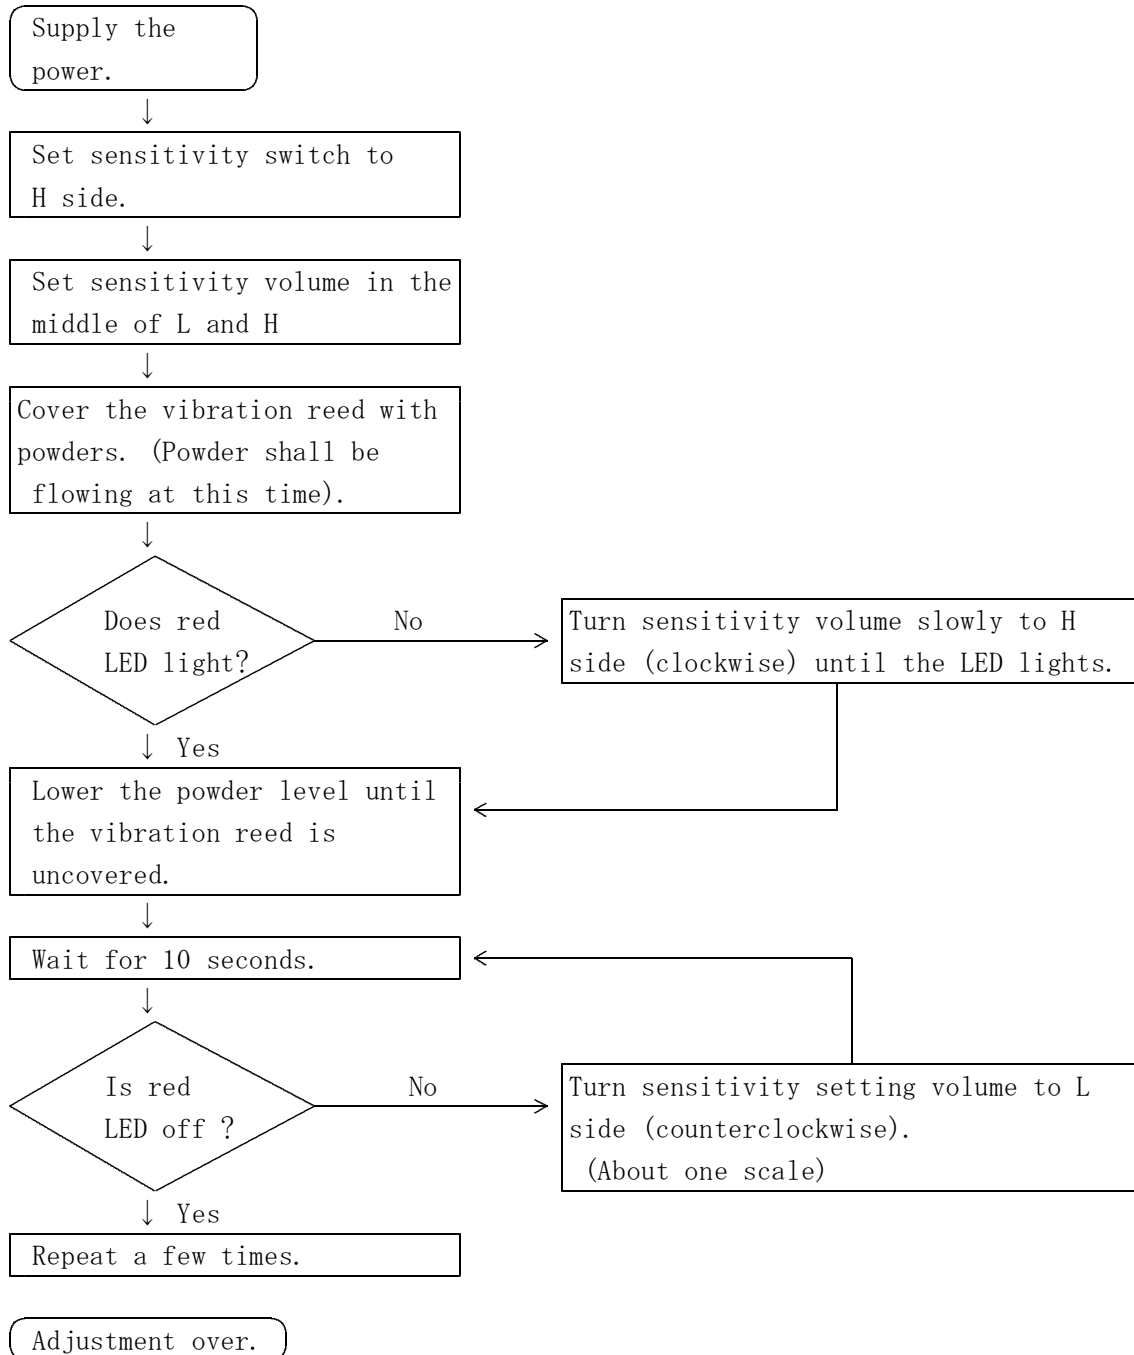 Supply the
power.
↓
Set sensitivity switch to
H side.
↓
Set sensitivity volume in the
middle of L and H
↓
Cover the vibration reed with
powders. (Powder shall be
flowing at this time).
↓
Does red
LED light?
No
Turn sensitivity volume slowly to H
side (clockwise) until the LED lights.
↓ Yes
Lower the powder level until
the vibration reed is
uncovered.
↓
Wait for 10 seconds.
↓
Is red
LED off ?
No
Turn sensitivity setting volume to L
side (counterclockwise).
(About one scale)
↓ Yes
Repeat a few times.
Adjustment over.